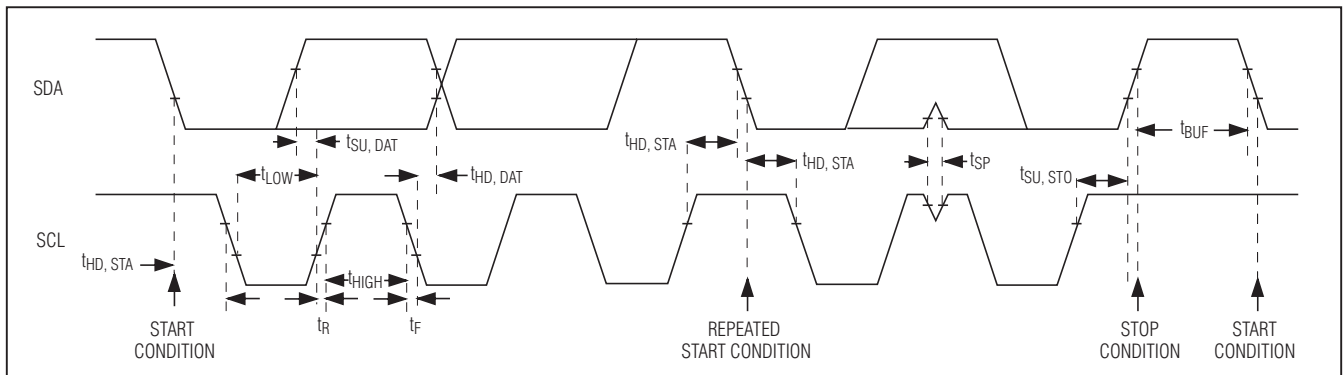 SDA
tSU, DAT
tHD, STA
tHD, STA
tSP
tBUF
tLOW
tHD, DAT
tSU, STO
SCL
tHD, STA
tHIGH
tR
tF
START
CONDITION
REPEATED
START CONDITION
STOP
CONDITION
START
CONDITION